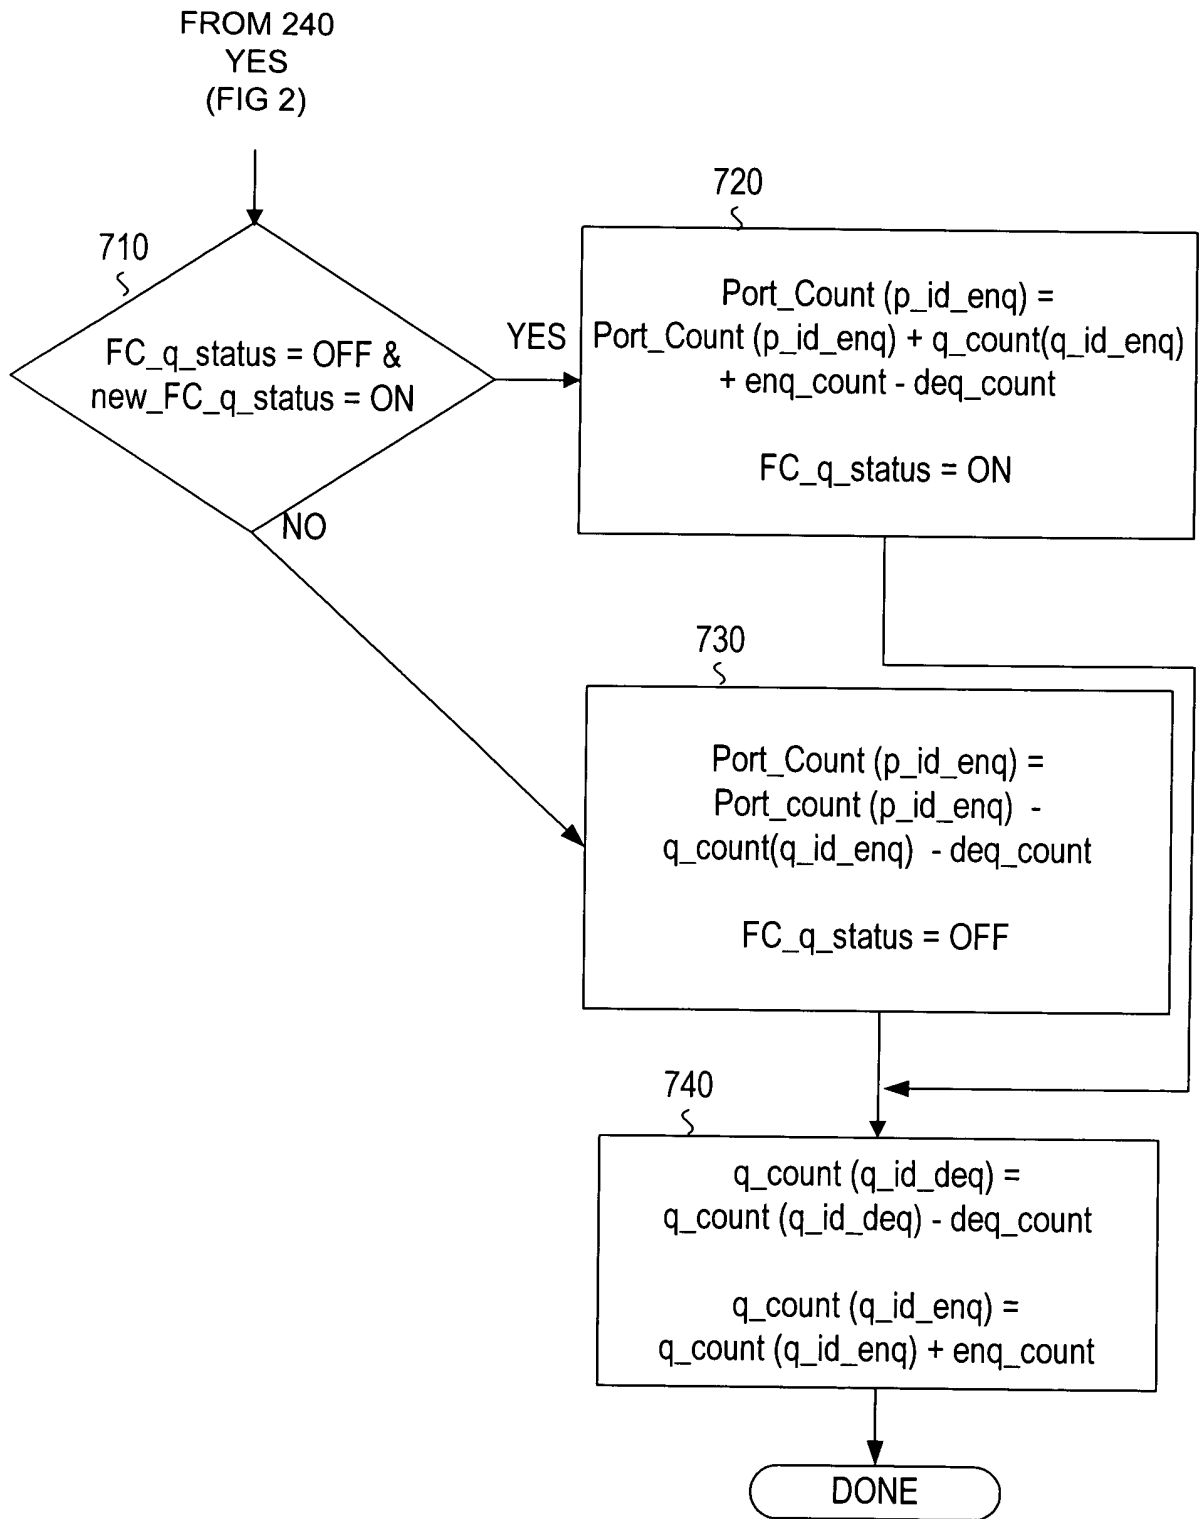 FROM 240
YES
(FIG 2)
710
FC_q_status = OFF &
new_FC_q_status = ON
YES
NO
720
Port_Count (p_id_enq) =
Port_Count (p_id_enq) + q_count(q_id_enq)
+ enq_count - deq_count
FC_q_status = ON
730
Port_Count (p_id_enq) =
Port_count (p_id_enq) -
q_count(q_id_enq) - deq_count
FC_q_status = OFF
740
q_count (q_id_deq) =
q_count (q_id_deq) - deq_count
q_count (q_id_enq) =
q_count (q_id_enq) + enq_count
DONE